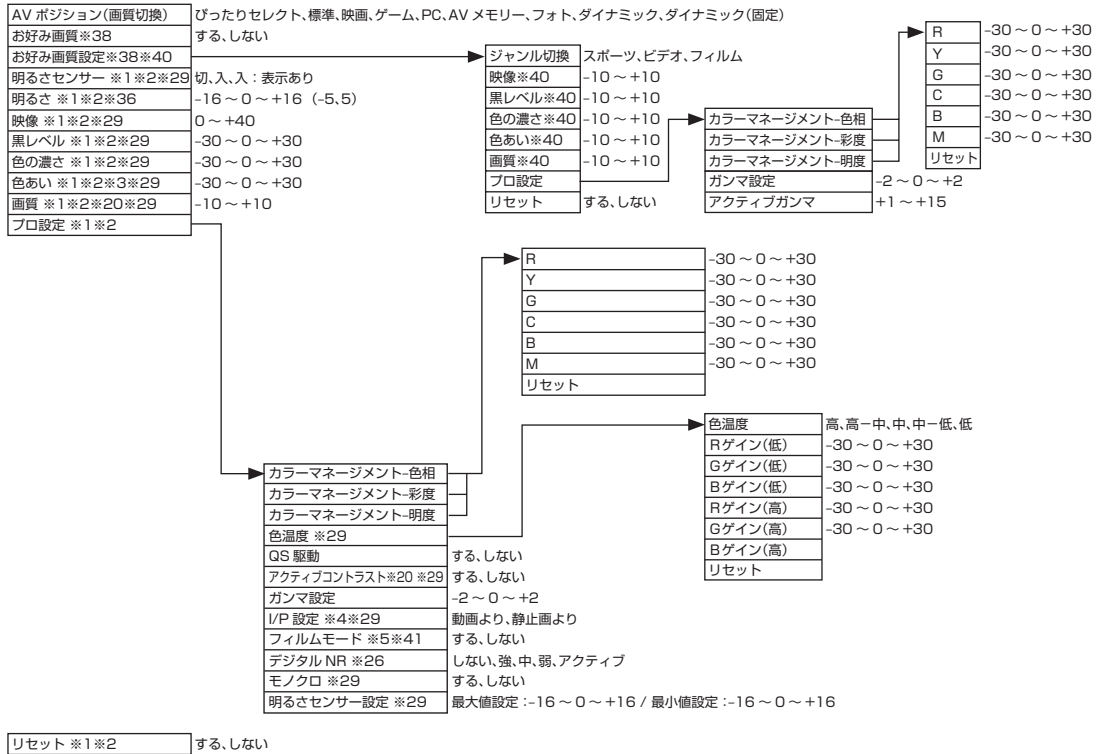 AV ポジション(画質切換) ぴったりセレクト、標準、映画、ゲーム、PC、AV メモリー、フォト、ダイナミック、ダイナミック(固定)
お好み画質※38 する、しない
お好み画質設定※38※40
明るさセンサー ※1※2※29 切、入、入：表示あり
明るさ ※1※2※36 –16～0～+16 (–5、5)
映像 ※1※2※29 0～+40
黒レベル ※1※2※29 –30～0～+30
色の濃さ ※1※2※29 –30～0～+30
色あい ※1※2※3※29 –30～0～+30
画質 ※1※2※20※29 –10～+10
プロ設定 ※1※2
ジャンル切換 スポーツ、ビデオ、フィルム
映像※40 –10～+10
黒レベル※40 –10～+10
色の濃さ※40 –10～+10
色あい※40 –10～+10
画質※40 –10～+10
プロ設定
リセット する、しない
カラーマネージメント–色相
カラーマネージメント–彩度
カラーマネージメント–明度
ガンマ設定 –2～0～+2
アクティブガンマ +1～+15
R –30～0～+30
Y –30～0～+30
G –30～0～+30
C –30～0～+30
B –30～0～+30
M –30～0～+30
リセット
R –30～0～+30
Y –30～0～+30
G –30～0～+30
C –30～0～+30
B –30～0～+30
M –30～0～+30
リセット
カラーマネージメント–色相
カラーマネージメント–彩度
カラーマネージメント–明度
色温度 ※29
QS 駆動 する、しない
アクティブコントラスト※20 ※29 する、しない
ガンマ設定 –2～0～+2
I/P 設定 ※4※29 動画より、静止画より
フィルムモード ※5※41 する、しない
デジタル NR ※26 しない、強、中、弱、アクティブ
モノクロ ※29 する、しない
明るさセンサー設定 ※29 最大値設定：–16～0～+16 / 最小値設定：–16～0～+16
色温度 高、高－中、中、中－低、低
Rゲイン(低) –30～0～+30
Gゲイン(低) –30～0～+30
Bゲイン(低) –30～0～+30
Rゲイン(高) –30～0～+30
Gゲイン(高) –30～0～+30
Bゲイン(高)
リセット
リセット ※1※2 する、しない